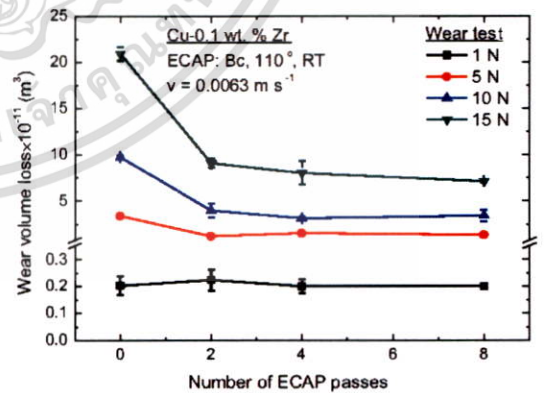 25
20
15
10
5
0.3
0.2
0.1
0.0
Wear volume loss×10⁻¹¹ (m³)
Cu-0.1 wt. % Zr
ECAP: Bc, 110°, RT
v = 0.0063 m s⁻¹
Wear test
1 N
5 N
10 N
15 N
0 2 4 6 8
Number of ECAP passes